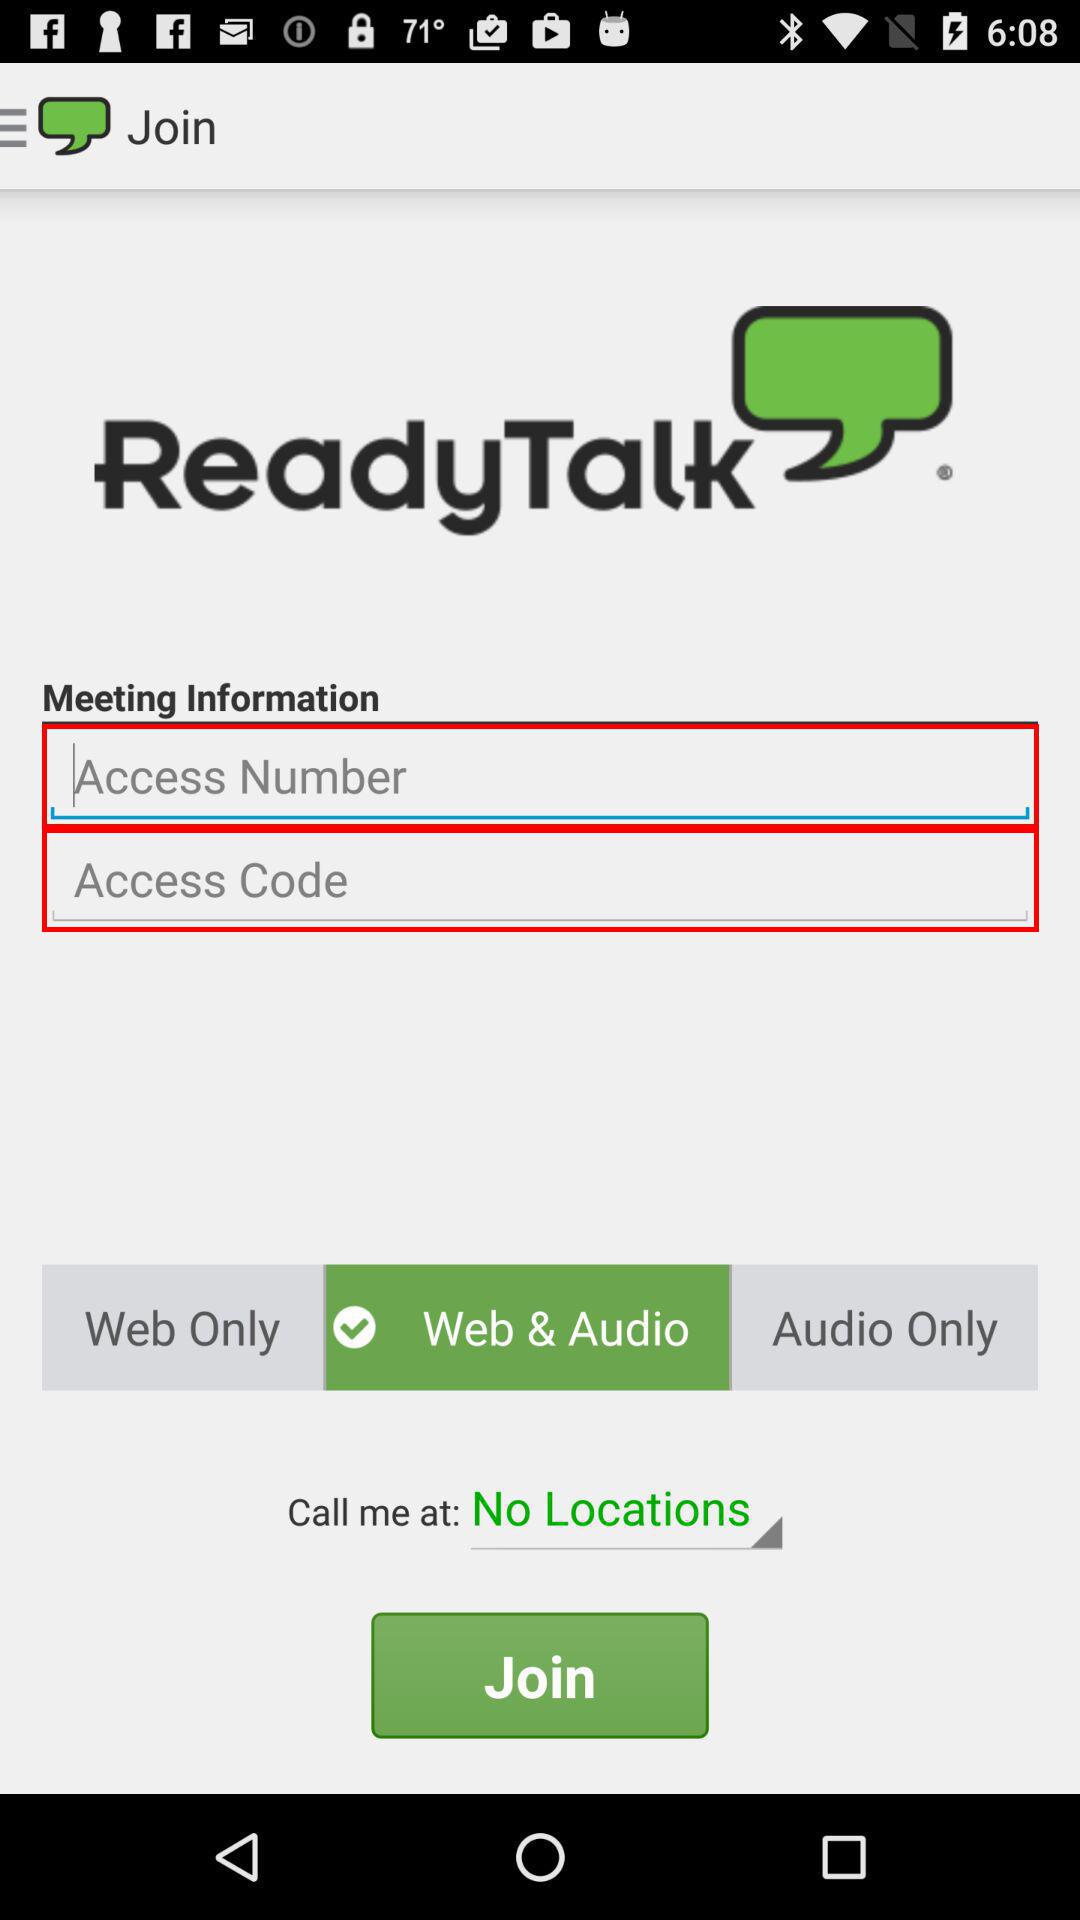 71° 6:08
Join
ReadyTalk ®
Meeting Information
Access Number
Access Code
Web Only Web & Audio Audio Only
Call me at: No Locations
Join